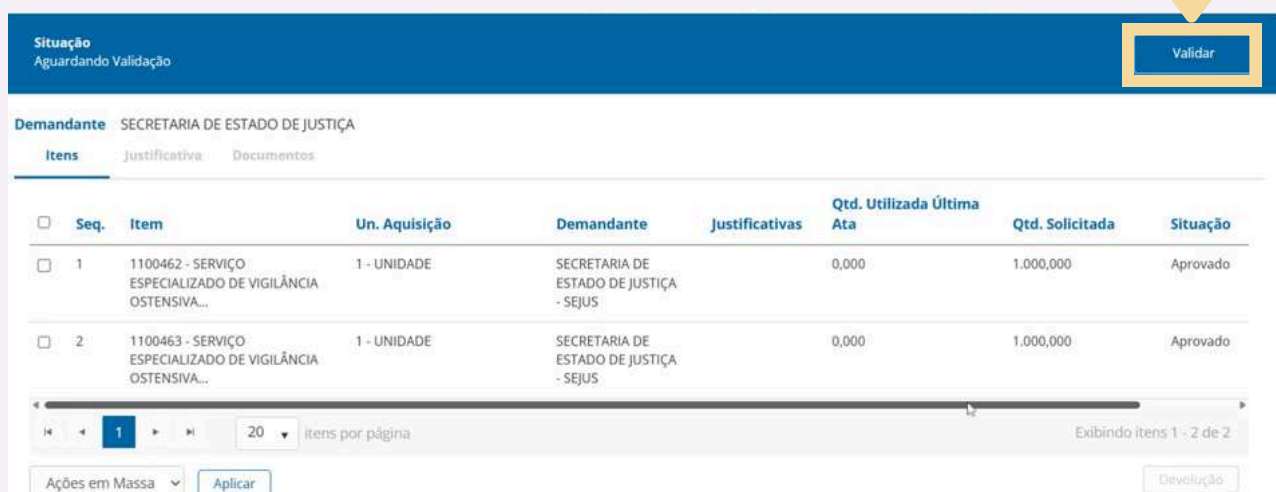 Situação
Aguardando Validação
Validar
Demandante SECRETARIA DE ESTADO DE JUSTIÇA
Itens Justificativa Documentos
Seq. Item Un. Aquisição Demandante Justificativas Qtd. Utilizada Última Ata Qtd. Solicitada Situação
1 1100462 - SERVIÇO 1 - UNIDADE SECRETARIA DE 0,000 1.000,000 Aprovado
ESPECIALIZADO DE VIGILÂNCIA ESTADO DE JUSTIÇA
OSTENSIVA... - SEJUS
2 1100463 - SERVIÇO 1 - UNIDADE SECRETARIA DE 0,000 1.000,000 Aprovado
ESPECIALIZADO DE VIGILÂNCIA ESTADO DE JUSTIÇA
OSTENSIVA... - SEJUS
1 20 itens por página Exibindo itens 1 - 2 de 2
Ações em Massa Aplicar Devolução